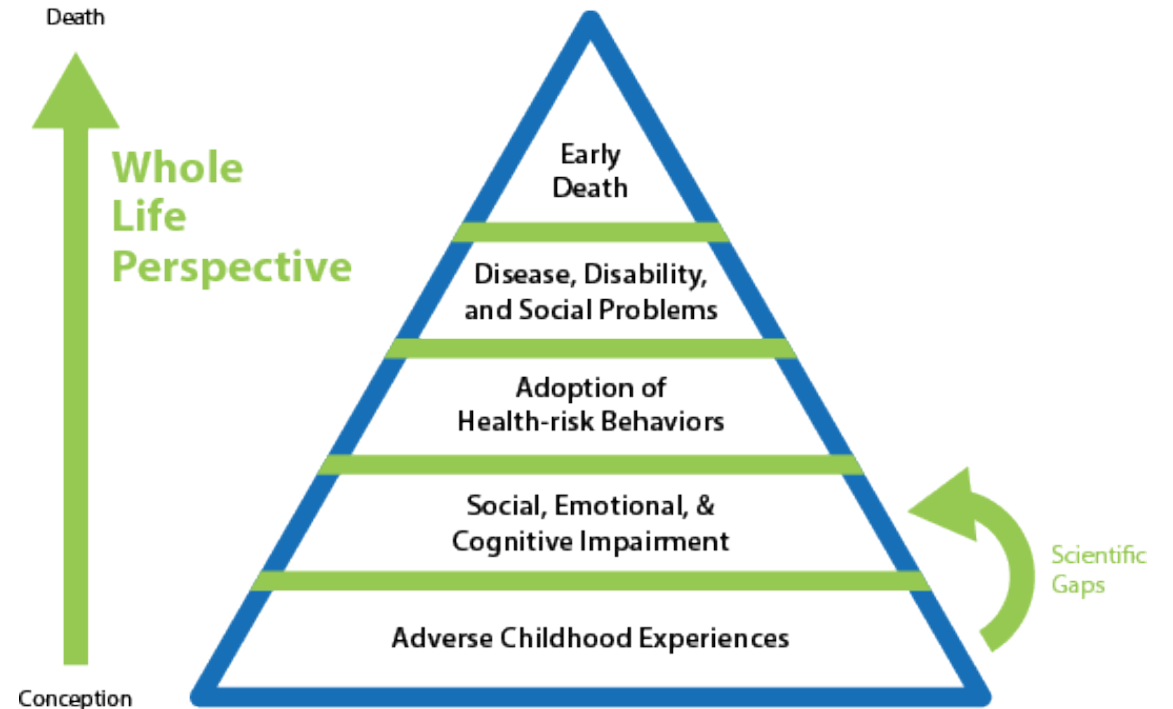 Death
Whole
Life
Perspective
Early
Death
Disease, Disability,
and Social Problems
Adoption of
Health-risk Behaviors
Social, Emotional, &
Cognitive Impairment
Scientific
Gaps
Adverse Childhood Experiences
Conception